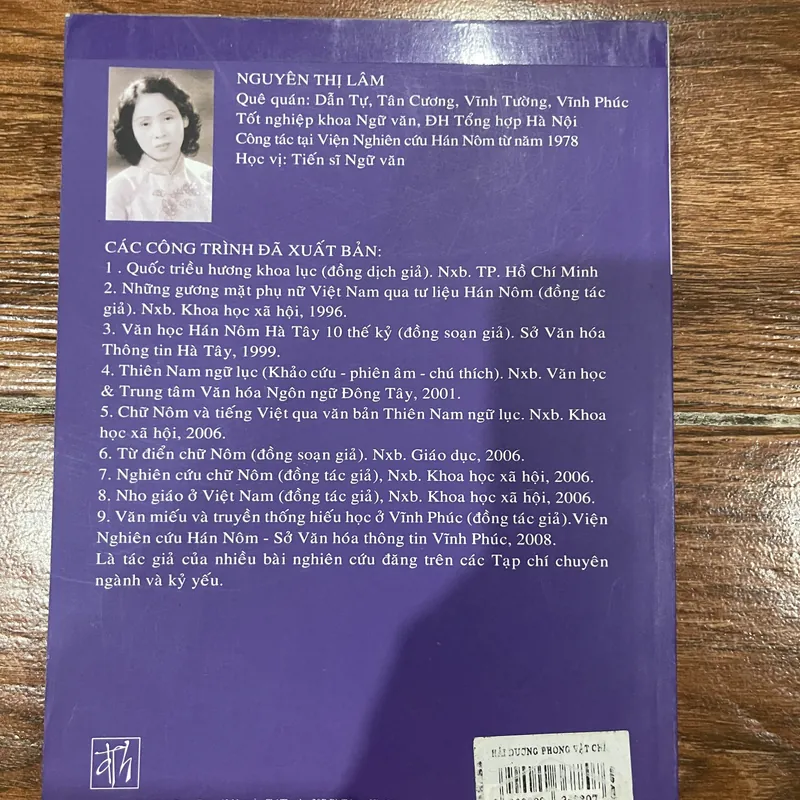 NGUYỄN THỊ LÂM
Quê quán: Dẫn Tự, Tân Cương, Vĩnh Tường, Vĩnh Phúc
Tốt nghiệp khoa Ngữ văn, ĐH Tổng hợp Hà Nội
Công tác tại Viện Nghiên cứu Hán Nôm từ năm 1978
Học vị: Tiến sĩ Ngữ văn
CÁC CÔNG TRÌNH ĐÃ XUẤT BẢN:
1 . Quốc triều hương khoa lục (đồng dịch giả). Nxb. TP. Hồ Chí Minh
2. Những gương mặt phụ nữ Việt Nam qua tư liệu Hán Nôm (đồng tác
giả). Nxb. Khoa học xã hội, 1996.
3. Văn học Hán Nôm Hà Tây 10 thế kỷ (đồng soạn giả). Sở Văn hóa
Thông tin Hà Tây, 1999.
4. Thiên Nam ngữ lục (Khảo cứu - phiên âm - chú thích). Nxb. Văn học
& Trung tâm Văn hóa Ngôn ngữ Đông Tây, 2001.
5. Chữ Nôm và tiếng Việt qua văn bản Thiên Nam ngữ lục. Nxb. Khoa
học xã hội, 2006.
6. Từ điển chữ Nôm (đồng soạn giả). Nxb. Giáo dục, 2006.
7. Nghiên cứu chữ Nôm (đồng tác giả), Nxb. Khoa học xã hội, 2006.
8. Nho giáo ở Việt Nam (đồng tác giả), Nxb. Khoa học xã hội, 2006.
9. Văn miếu và truyền thống hiếu học ở Vĩnh Phúc (đồng tác giả).Viện
Nghiên cứu Hán Nôm - Sở Văn hóa thông tin Vĩnh Phúc, 2008.
Là tác giả của nhiều bài nghiên cứu đăng trên các Tạp chí chuyên
ngành và kỷ yếu.
HẢI DƯƠNG PHONG VẬT CHÍ